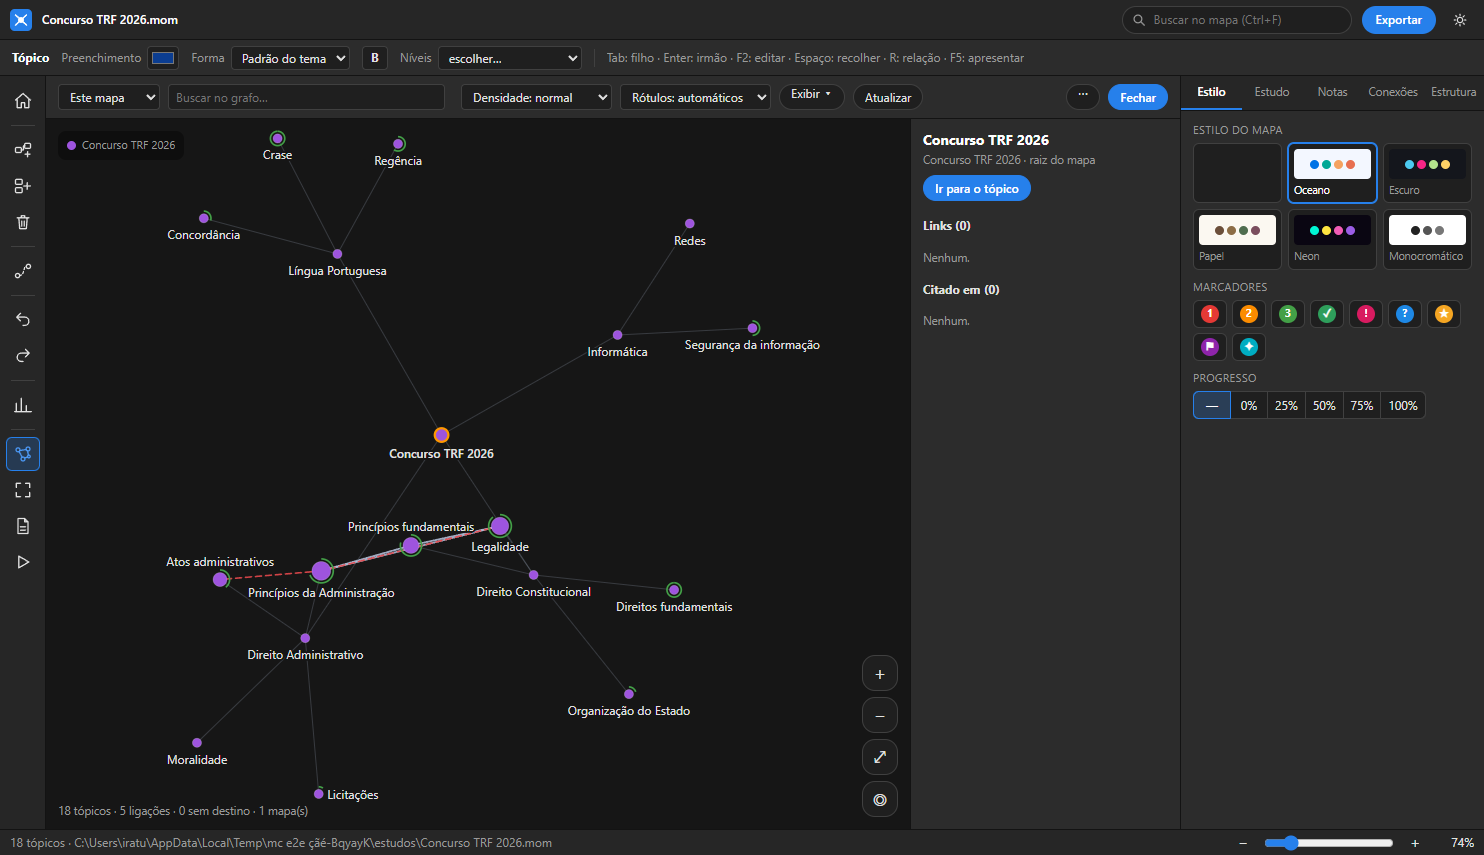 Concurso TRF 2026.mom
Buscar no mapa (Ctrl+F)
Exportar
Tópico
Preenchimento
Forma
Padrão do tema
B
Níveis
escolher...
Tab: filho · Enter: irmão · F2: editar · Espaço: recolher · R: relação · F5: apresentar
Este mapa
Buscar no grafo...
Densidade: normal
Rótulos: automáticos
Exibir
Atualizar
...
Fechar
Concurso TRF 2026
Crase
Regência
Concordância
Língua Portuguesa
Redes
Informática
Segurança da informação
Concurso TRF 2026
Princípios fundamentais
Legalidade
Atos administrativos
Princípios da Administração
Direito Constitucional
Direitos fundamentais
Direito Administrativo
Organização do Estado
Moralidade
Licitações
18 tópicos · 5 ligações · 0 sem destino · 1 mapa(s)
+
−
Concurso TRF 2026
Concurso TRF 2026 · raiz do mapa
Ir para o tópico
Links (0)
Nenhum.
Citado em (0)
Nenhum.
Estilo
Estudo
Notas
Conexões
Estrutura
ESTILO DO MAPA
Oceano
Escuro
Papel
Neon
Monocromático
MARCADORES
1
2
3
!
?
PROGRESSO
—
0%
25%
50%
75%
100%
18 tópicos · C:\Users\iratu\AppData\Local\Temp\mc e2e çãé-BqyayK\estudos\Concurso TRF 2026.mom
−
+
74%